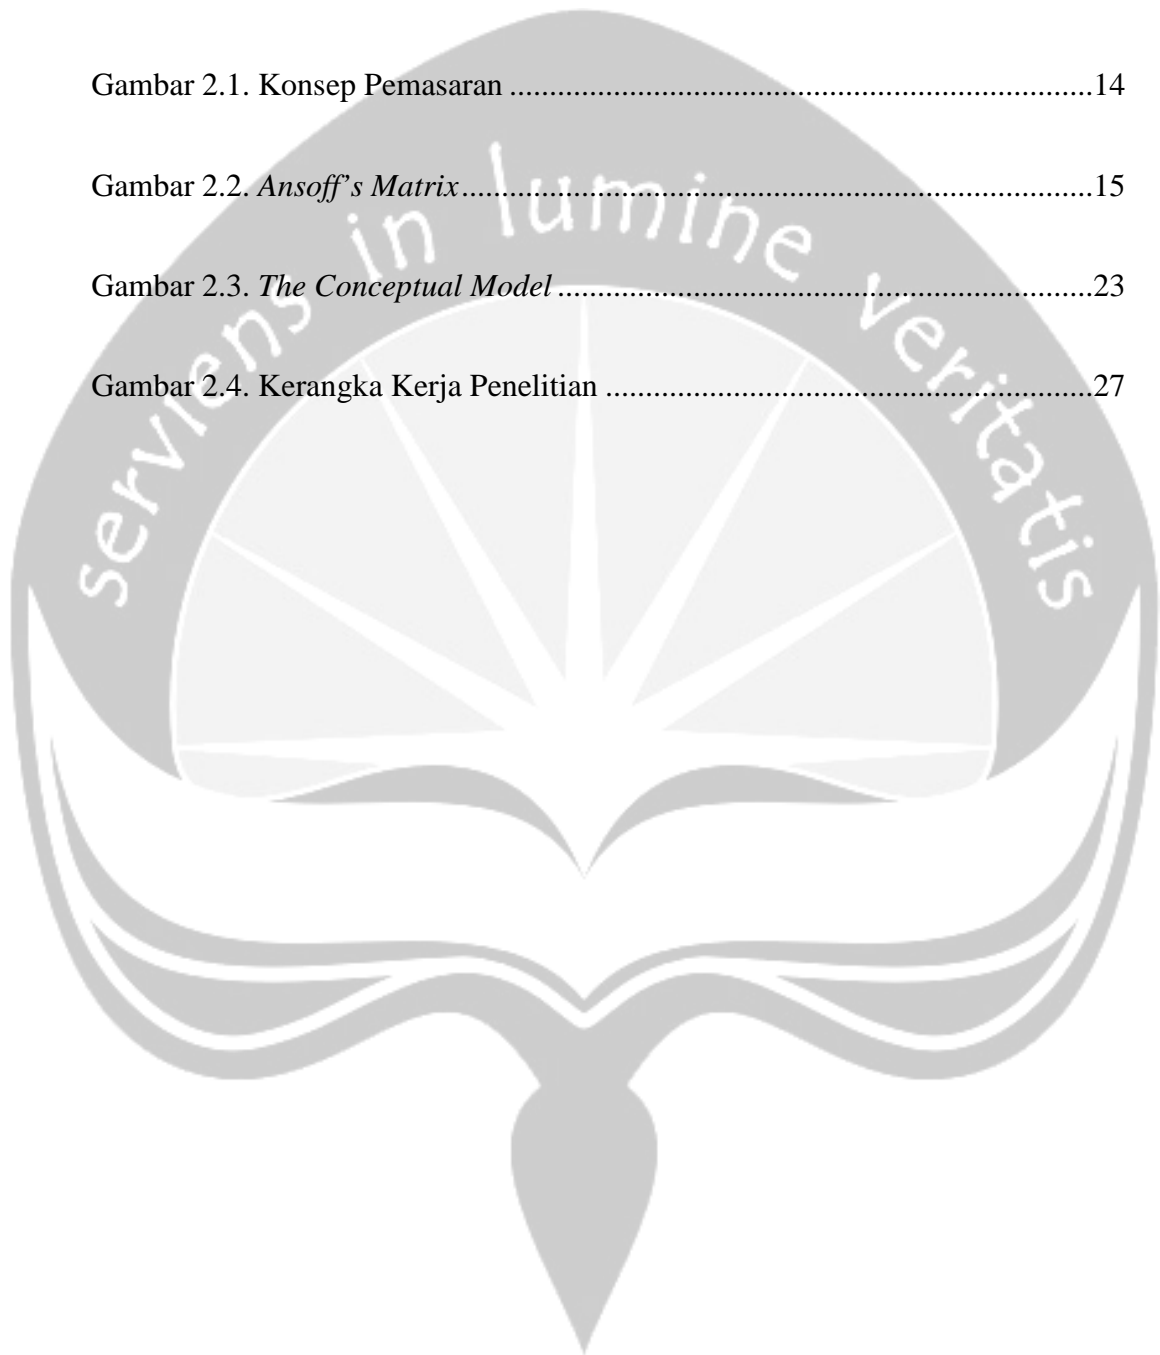 Gambar 2.1. Konsep Pemasaran ..........................................................................14
Gambar 2.2. Ansoff's Matrix................................................................................15
Gambar 2.3. The Conceptual Model ....................................................................23
Gambar 2.4. Kerangka Kerja Penelitian ..............................................................27
serviens in lumine veritatis